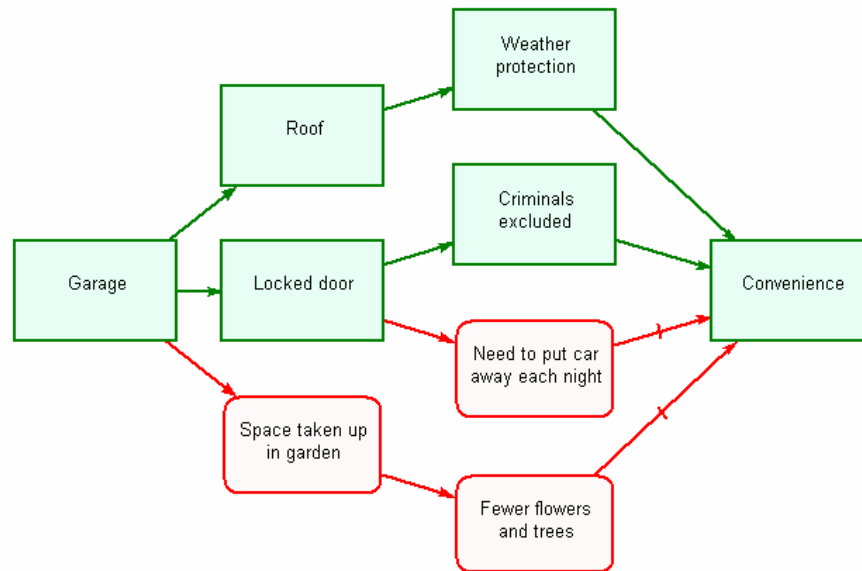 Weather
protection
Roof
Criminals
excluded
Garage
Locked door
Convenience
Need to put car
away each night
Space taken up
in garden
Fewer flowers
and trees